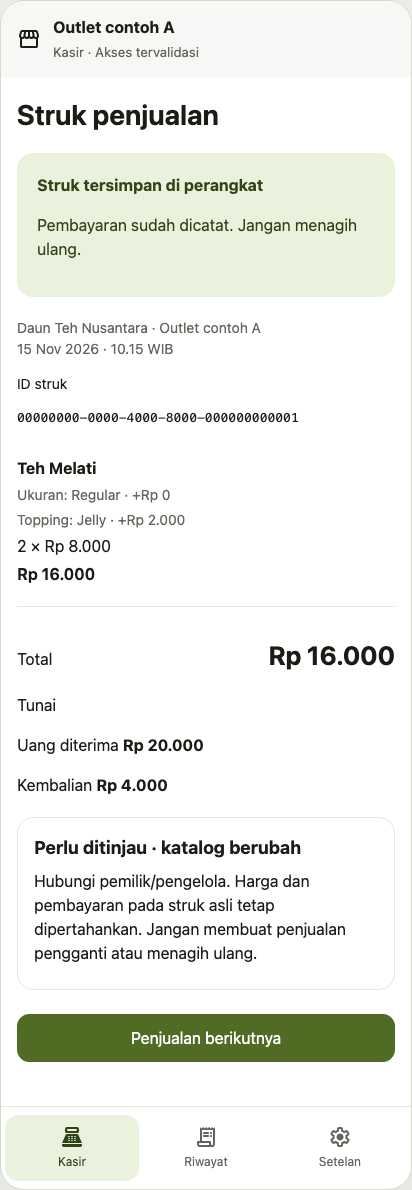 Outlet contoh A
Kasir · Akses tervalidasi
Struk penjualan
Struk tersimpan di perangkat
Pembayaran sudah dicatat. Jangan menagih
ulang.
Daun Teh Nusantara · Outlet contoh A
15 Nov 2026 · 10.15 WIB
ID struk
00000000-0000-4000-8000-000000000001
Teh Melati
Ukuran: Regular · +Rp 0
Topping: Jelly · +Rp 2.000
2 × Rp 8.000
Rp 16.000
Total Rp 16.000
Tunai
Uang diterima Rp 20.000
Kembalian Rp 4.000
Perlu ditinjau · katalog berubah
Hubungi pemilik/pengelola. Harga dan
pembayaran pada struk asli tetap
dipertahankan. Jangan membuat penjualan
pengganti atau menagih ulang.
Penjualan berikutnya
Kasir Riwayat Setelan